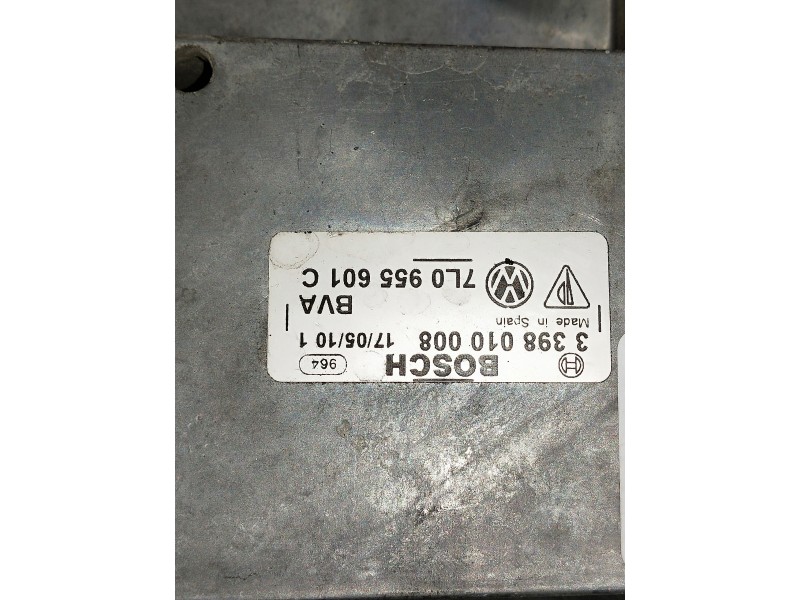 BOSCH 964
3 398 010 008 17/05/10 1
Made in Spain
BVA
7L0 955 601 C